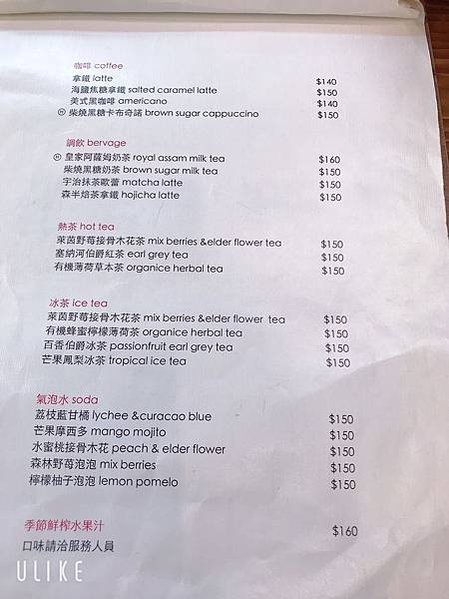 咖啡 coffee
拿鐵 latte $140
海鹽焦糖拿鐵 salted caramel latte $150
美式黑咖啡 americano $140
Ⓗ 柴燒黑糖卡布奇諾 brown sugar cappuccino $150
調飲 bervage
Ⓗ 皇家阿薩姆奶茶 royal assam milk tea $160
柴燒黑糖奶茶 brown sugar milk tea $150
宇治抹茶歐蕾 matcha latte $150
森半焙茶拿鐵 hojicha latte $150
熱茶 hot tea
萊茵野莓接骨木花茶 mix berries &elder flower tea $150
塞納河伯爵紅茶 earl grey tea $150
有機薄荷草本茶 organice herbal tea $150
冰茶 ice tea
萊茵野莓接骨木花茶 mix berries &elder flower tea $150
有機蜂蜜檸檬薄荷茶 organice herbal tea $150
百香伯爵冰茶 passionfruit earl grey tea $150
芒果鳳梨冰茶 tropical ice tea $150
氣泡水 soda
荔枝藍甘橘 lychee &curacao blue $150
芒果摩西多 mango mojito $150
水蜜桃接骨木花 peach & elder flower $150
森林野苺泡泡 mix berries $150
檸檬柚子泡泡 lemon pomelo $150
季節鮮榨水果汁 $160
口味請洽服務人員
ULIKE